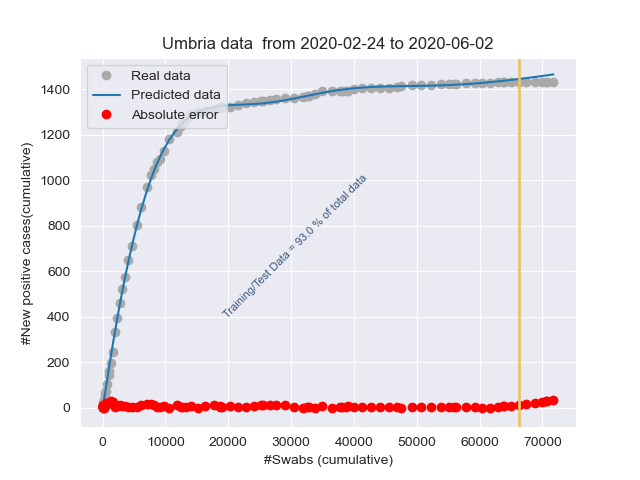 Umbria data  from 2020-02-24 to 2020-06-02
Real data
Predicted data
Absolute error
#New positive cases(cumulative)
1400
1200
1000
800
600
400
200
0
Training/Test Data = 93.0 % of total data
0
10000
20000
30000
40000
50000
60000
70000
#Swabs (cumulative)